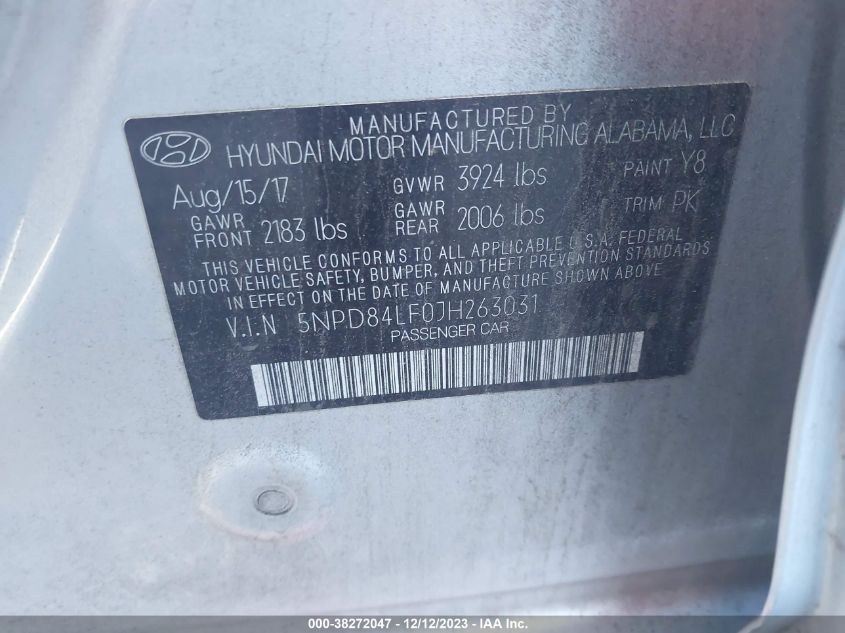 MANUFACTURED BY
HYUNDAI MOTOR MANUFACTURING ALABAMA, LLC
Aug/15/17 GVWR 3924 lbs PAINT Y8
GAWR FRONT 2183 lbs GAWR REAR 2006 lbs TRIM PK
THIS VEHICLE CONFORMS TO ALL APPLICABLE U.S.A. FEDERAL
MOTOR VEHICLE SAFETY, BUMPER, AND THEFT PREVENTION STANDARDS
IN EFFECT ON THE DATE OF MANUFACTURE SHOWN ABOVE
V.I.N 5NPD84LF0JH263031
PASSENGER CAR
000-38272047 - 12/12/2023 - IAA Inc.